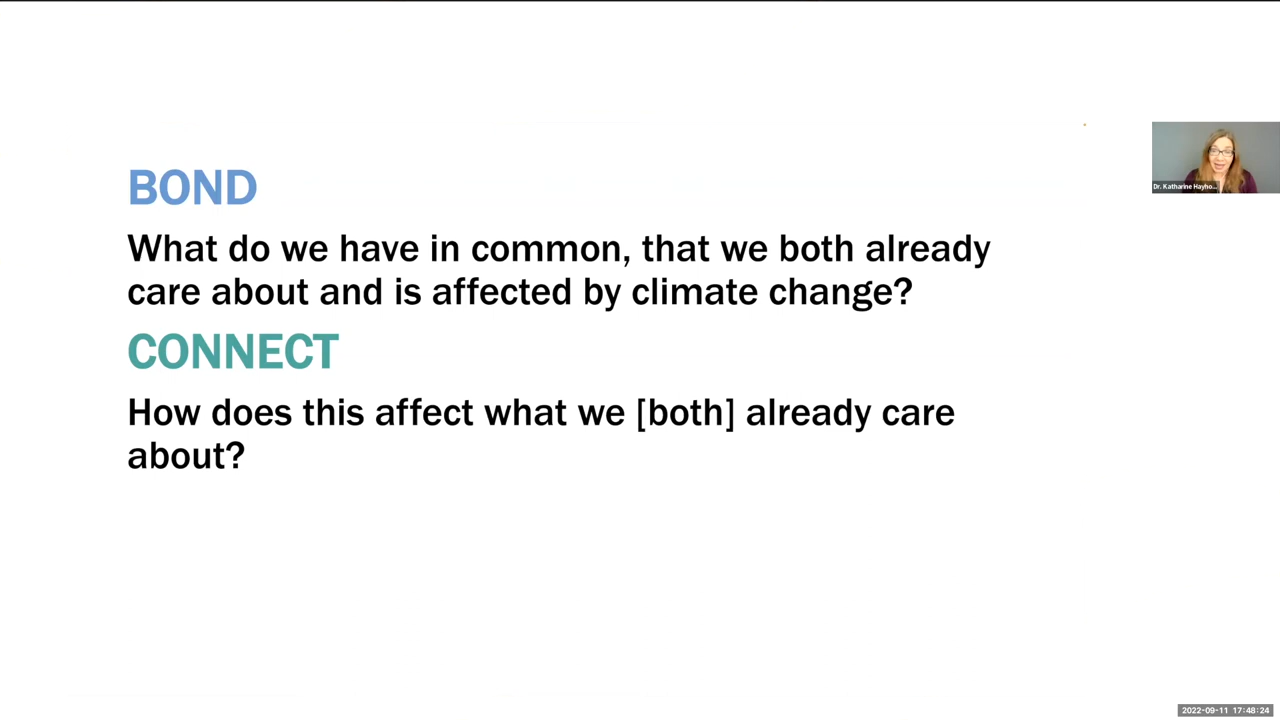 BOND
What do we have in common, that we both already
care about and is affected by climate change?
CONNECT
How does this affect what we [both] already care
about?
Dr. Katharine Hayho...
2022-09-11 17:48:24